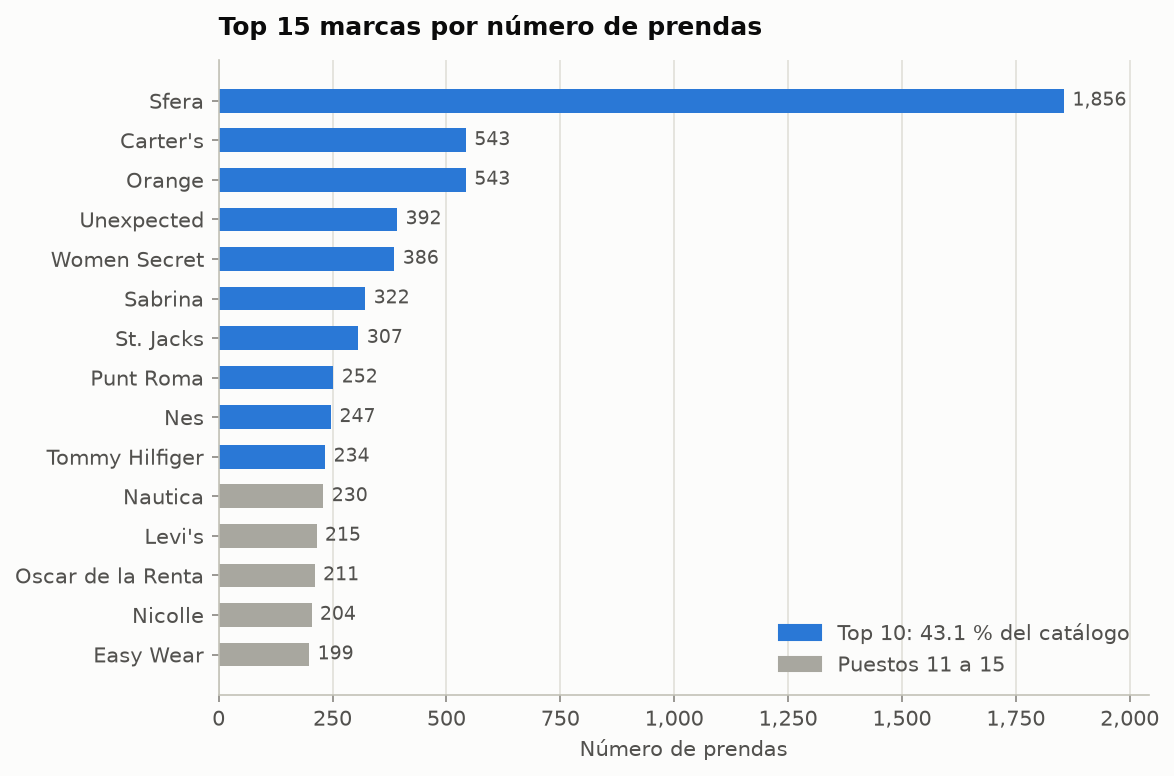 Top 15 marcas por número de prendas
Sfera 1,856
Carter's 543
Orange 543
Unexpected 392
Women Secret 386
Sabrina 322
St. Jacks 307
Punt Roma 252
Nes 247
Tommy Hilfiger 234
Nautica 230
Levi's 215
Oscar de la Renta 211
Nicolle 204
Easy Wear 199
Top 10: 43.1 % del catálogo
Puestos 11 a 15
0 250 500 750 1,000 1,250 1,500 1,750 2,000
Número de prendas